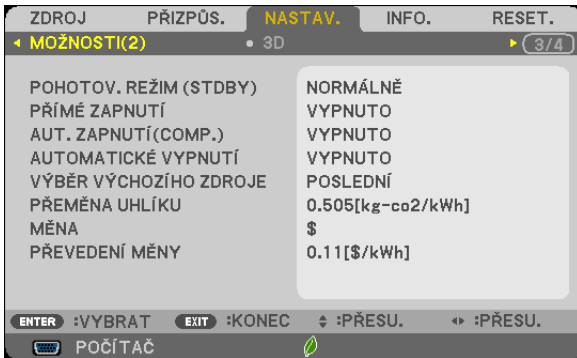 ZDROJ PŘIZPŮS. NASTAV. INFO. RESET.
MOŽNOSTI(2) 3D 3/4
POHOTOV. REŽIM (STDBY) NORMÁLNĚ
PŘÍMÉ ZAPNUTÍ VYPNUTO
AUT. ZAPNUTÍ(COMP.) VYPNUTO
AUTOMATICKÉ VYPNUTÍ VYPNUTO
VÝBĚR VÝCHOZÍHO ZDROJE POSLEDNÍ
PŘEMĚNA UHLÍKU 0.505[kg-co2/kWh]
MĚNA $
PŘEVEDENÍ MĚNY 0.11[$/kWh]
ENTER :VYBRAT EXIT :KONEC :PŘESU. :PŘESU.
POČÍTAČ